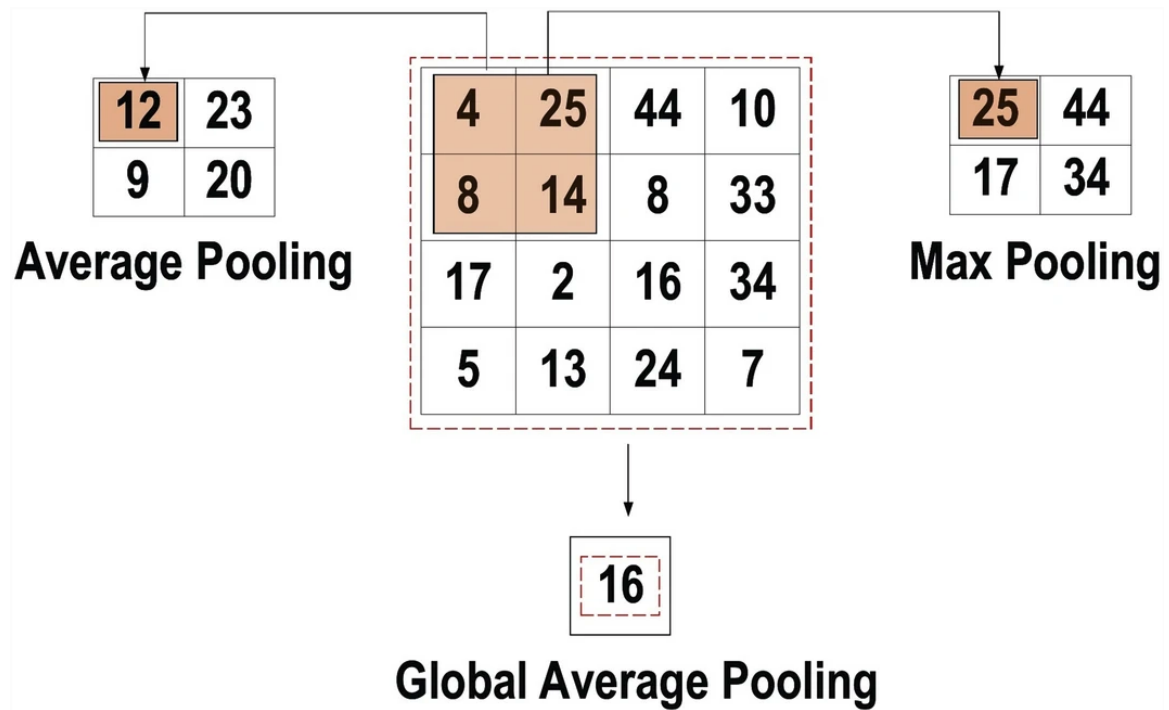 12 23
9 20
Average Pooling
4 25 44 10
8 14 8 33
17 2 16 34
5 13 24 7
25 44
17 34
Max Pooling
16
Global Average Pooling